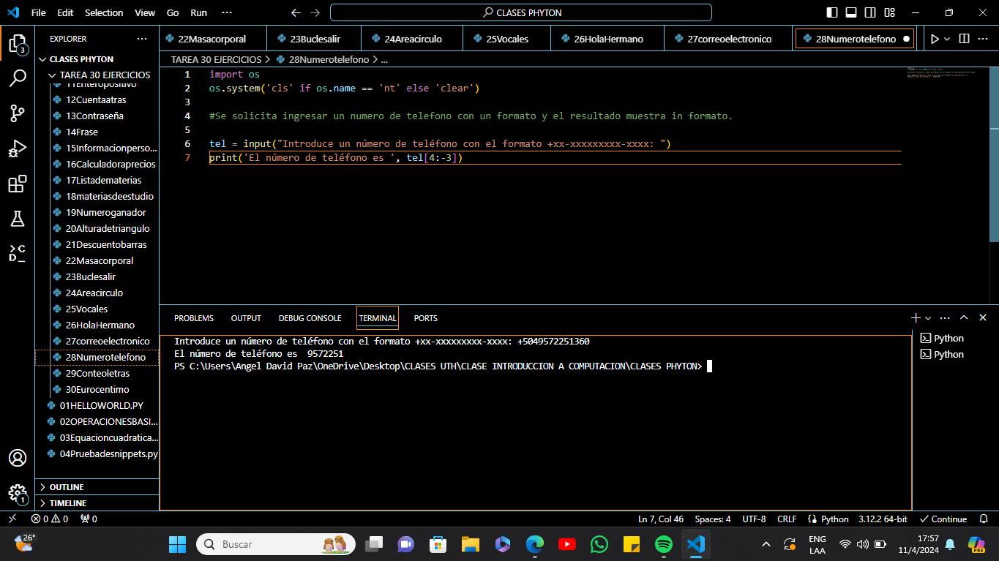 File Edit Selection View Go Run ··· CLASES PHYTON
EXPLORER ···
22Masacorporal 23Buclesalir 24Areacirculo 25Vocales 26HolaHermano 27correoelectronico 28Numerotelefono
TAREA 30 EJERCICIOS > 28Numerotelefono > ...
3
CLASES PHYTON
TAREA 30 EJERCICIOS
11Enteropositivo
12Cuentaatras
13Contraseña
14Frase
15Informacionperso...
16Calculadoraprecios
17Listadematerias
18materiasdeestudio
19Numeroganador
20Alturadetriangulo
21Descuentobarras
22Masacorporal
23Buclesalir
24Areacirculo
25Vocales
26HolaHermano
27correoelectronico
28Numerotelefono
29Conteoletras
30Eurocentimo
01HELLOWORLD.PY
02OPERACIONESBASI...
03Equacioncuadratica...
04Pruebadesnippets.py
OUTLINE
TIMELINE
1
1 import os
2 os.system('cls' if os.name == 'nt' else 'clear')
3
4 #Se solicita ingresar un numero de telefono con un formato y el resultado muestra in formato.
5
6 tel = input("Introduce un número de teléfono con el formato +xx-xxxxxxxxx-xxxx: ")
7 print('El número de teléfono es ', tel[4:-3])
PROBLEMS OUTPUT DEBUG CONSOLE TERMINAL PORTS
Introduce un número de teléfono con el formato +xx-xxxxxxxxx-xxxx: +5049572251360
El número de teléfono es  9572251
PS C:\Users\Angel David Paz\OneDrive\Desktop\CLASES UTH\CLASE INTRODUCCION A COMPUTACION\CLASES PHYTON>
Python
Python
0 0 0 Ln 7, Col 46 Spaces: 4 UTF-8 CRLF Python 3.12.2 64-bit Continue
26° Buscar ENG
LAA
17:57
11/4/2024
PRE